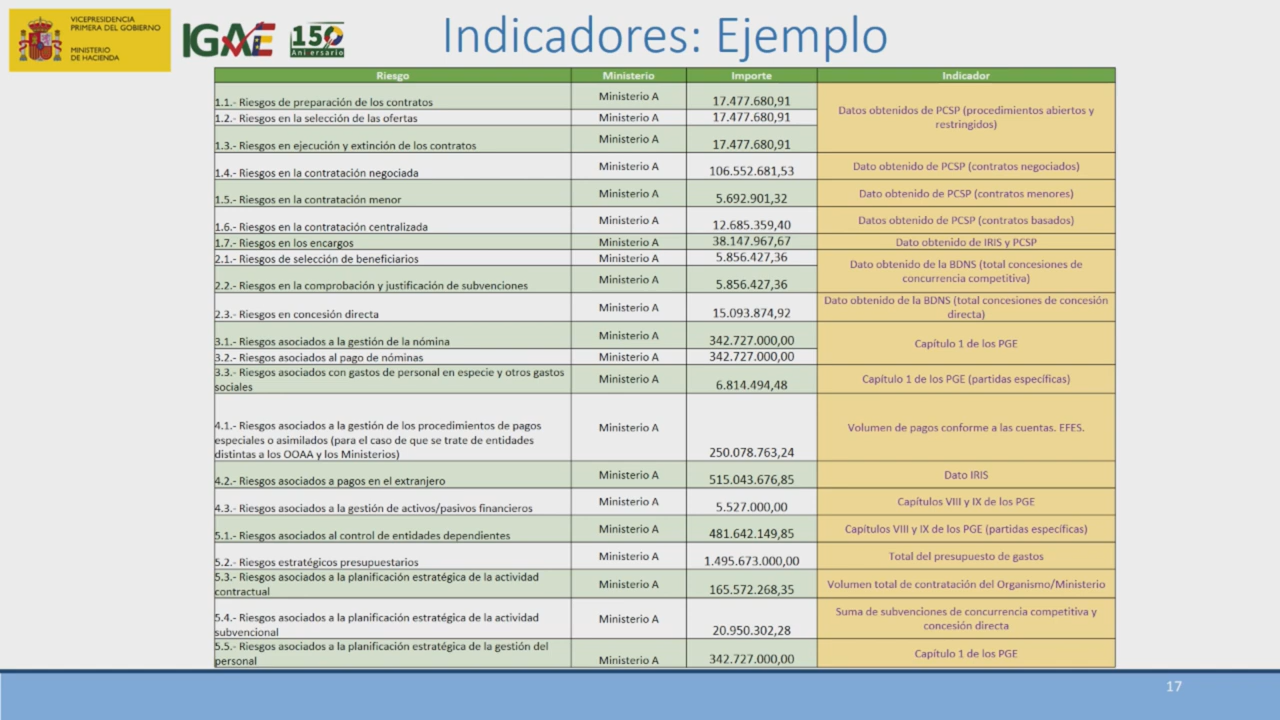 VICEPRESIDENCIA
PRIMERA DEL GOBIERNO
MINISTERIO
DE HACIENDA
IGAE
150
Ani ersario
Indicadores: Ejemplo
Riesgo Ministerio Importe Indicador
1.1.- Riesgos de preparación de los contratos Ministerio A 17.477.680,91 Datos obtenidos de PCSP (procedimientos abiertos y
restringidos)
1.2.- Riesgos en la selección de las ofertas Ministerio A 17.477.680,91
1.3.- Riesgos en ejecución y extinción de los contratos Ministerio A 17.477.680,91
1.4.- Riesgos en la contratación negociada Ministerio A 106.552.681,53 Dato obtenido de PCSP (contratos negociados)
1.5.- Riesgos en la contratación menor Ministerio A 5.692.901,32 Dato obtenido de PCSP (contratos menores)
1.6.- Riesgos en la contratación centralizada Ministerio A 12.685.359,40 Datos obtenido de PCSP (contratos basados)
1.7.- Riesgos en los encargos Ministerio A 38.147.967,67 Dato obtenido de IRIS y PCSP
2.1.- Riesgos de selección de beneficiarios Ministerio A 5.856.427,36 Dato obtenido de la BDNS (total concesiones de
concurrencia competitiva)
2.2.- Riesgos en la comprobación y justificación de subvenciones Ministerio A 5.856.427,36
2.3.- Riesgos en concesión directa Ministerio A 15.093.874,92 Dato obtenido de la BDNS (total concesiones de concesión
directa)
3.1.- Riesgos asociados a la gestión de la nómina Ministerio A 342.727.000,00 Capítulo 1 de los PGE
3.2.- Riesgos asociados al pago de nóminas Ministerio A 342.727.000,00
3.3.- Riesgos asociados con gastos de personal en especie y otros gastos
sociales Ministerio A 6.814.494,48 Capítulo 1 de los PGE (partidas específicas)
4.1.- Riesgos asociados a la gestión de los procedimientos de pagos
especiales o asimilados (para el caso de que se trate de entidades
distintas a los OOAA y los Ministerios) Ministerio A 250.078.763,24 Volumen de pagos conforme a las cuentas. EFES.
4.2.- Riesgos asociados a pagos en el extranjero Ministerio A 515.043.676,85 Dato IRIS
4.3.- Riesgos asociados a la gestión de activos/pasivos financieros Ministerio A 5.527.000,00 Capítulos VIII y IX de los PGE
5.1.- Riesgos asociados al control de entidades dependientes Ministerio A 481.642.149,85 Capítulos VIII y IX de los PGE (partidas específicas)
5.2.- Riesgos estratégicos presupuestarios Ministerio A 1.495.673.000,00 Total del presupuesto de gastos
5.3.- Riesgos asociados a la planificación estratégica de la actividad
contractual Ministerio A 165.572.268,35 Volumen total de contratación del Organismo/Ministerio
5.4.- Riesgos asociados a la planificación estratégica de la actividad
subvencional Ministerio A 20.950.302,28 Suma de subvenciones de concurrencia competitiva y
concesión directa
5.5.- Riesgos asociados a la planificación estratégica de la gestión del
personal Ministerio A 342.727.000,00 Capítulo 1 de los PGE
17